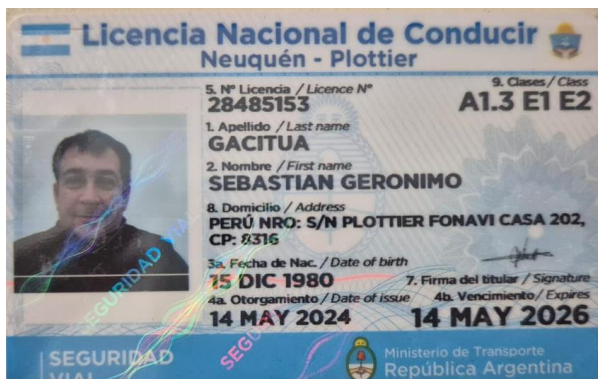 Licencia Nacional de Conducir
Neuquén - Plottier
5. Nº Licencia / Licence Nº
28485153
9. Clases / Class
A1.3 E1 E2
1. Apellido / Last name
GACITUA
2. Nombre / First name
SEBASTIAN GERONIMO
8. Domicilio / Address
PERÚ NRO: S/N PLOTTIER FONAVI CASA 202,
CP: 8316
3a. Fecha de Nac. / Date of birth
15 DIC 1980
7. Firma del titular / Signature
4a. Otorgamiento / Date of issue
14 MAY 2024
4b. Vencimiento / Expires
14 MAY 2026
SEGURIDAD VIAL
SEGU
SEGURIDAD
VIAL
Ministerio de Transporte
República Argentina